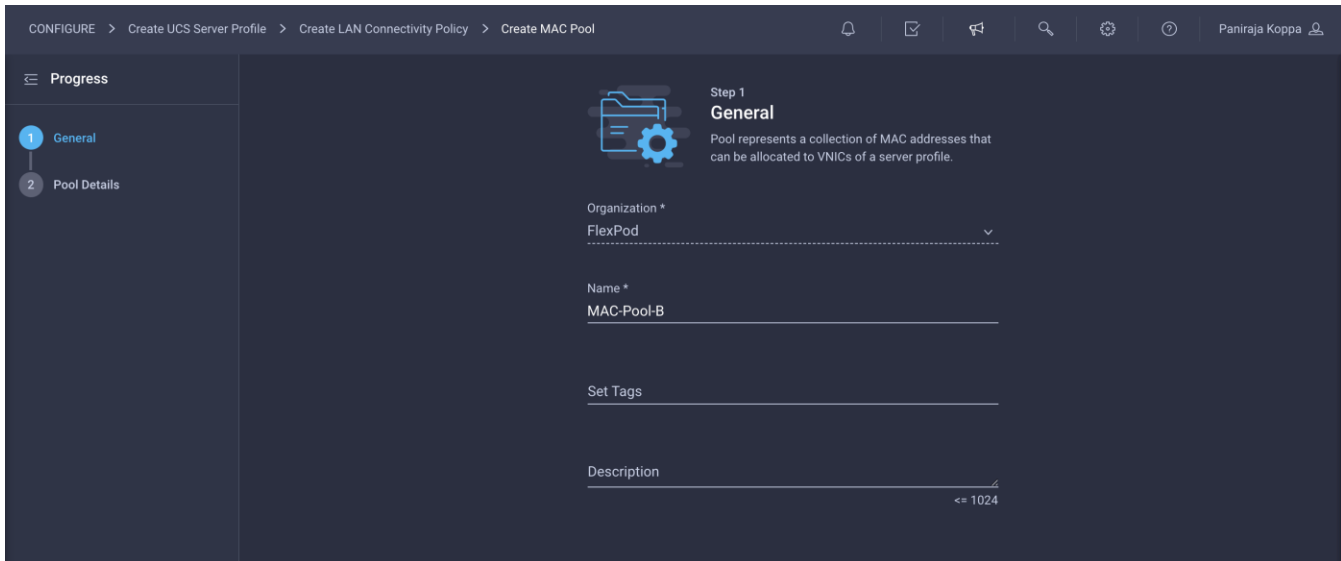 CONFIGURE > Create UCS Server Profile > Create LAN Connectivity Policy > Create MAC Pool
Paniraja Koppa
Progress
1 General
2 Pool Details
Step 1
General
Pool represents a collection of MAC addresses that
can be allocated to VNICs of a server profile.
Organization *
FlexPod
Name *
MAC-Pool-B
Set Tags
Description
<= 1024